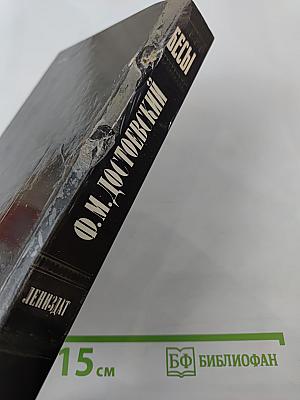 БЕСЫ
Ф. М. ДОСТОЕВСКИЙ
ЛЕНИЗДАТ
15 см
БФ БИБЛИОФАН